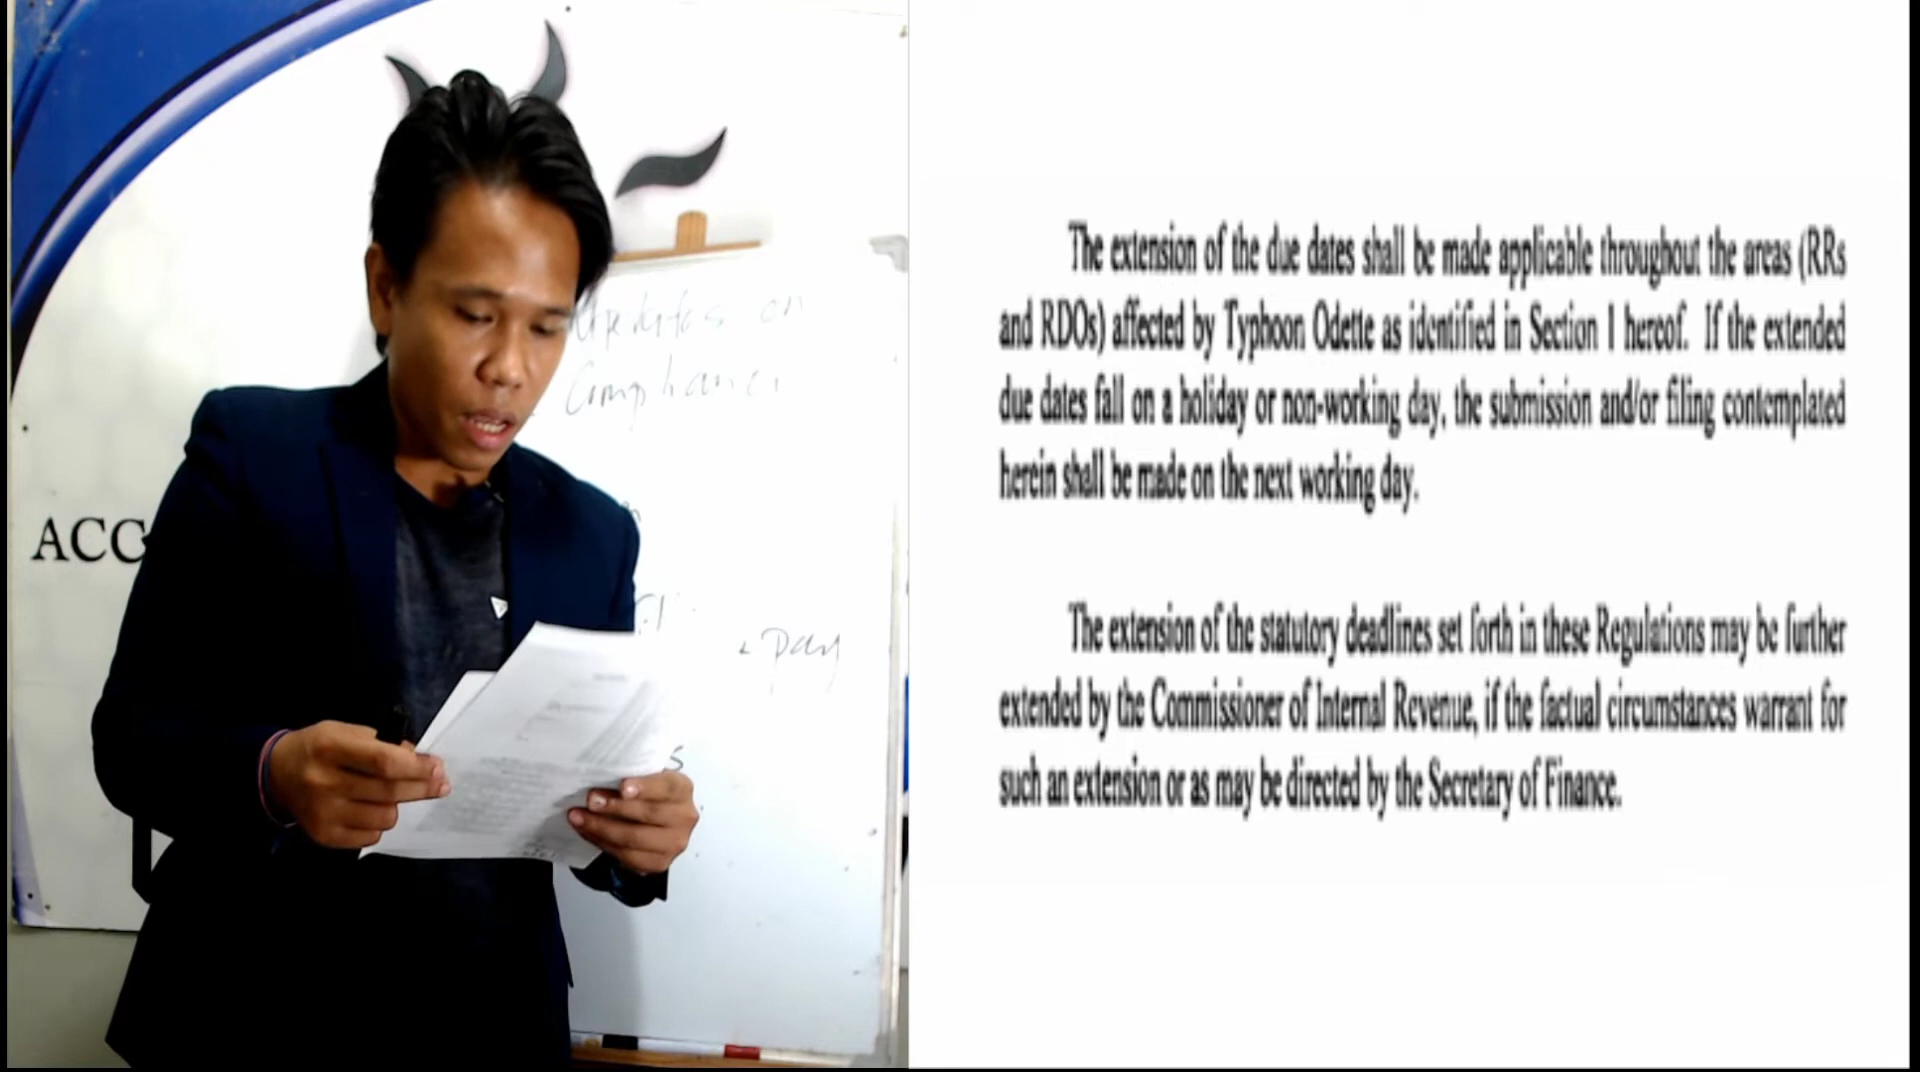 ACC
Updates on
Compliance
Pay
s
The extension of the due dates shall be made applicable throughout the areas (RRs
and RDOs) affected by Typhoon Odette as identified in Section 1 hereof. If the extended
due dates fall on a holiday or non-working day, the submission and/or filing contemplated
herein shall be made on the next working day.
The extension of the statutory deadlines set forth in these Regulations may be further
extended by the Commissioner of Internal Revenue, if the factual circumstances warrant for
such an extension or as may be directed by the Secretary of Finance.